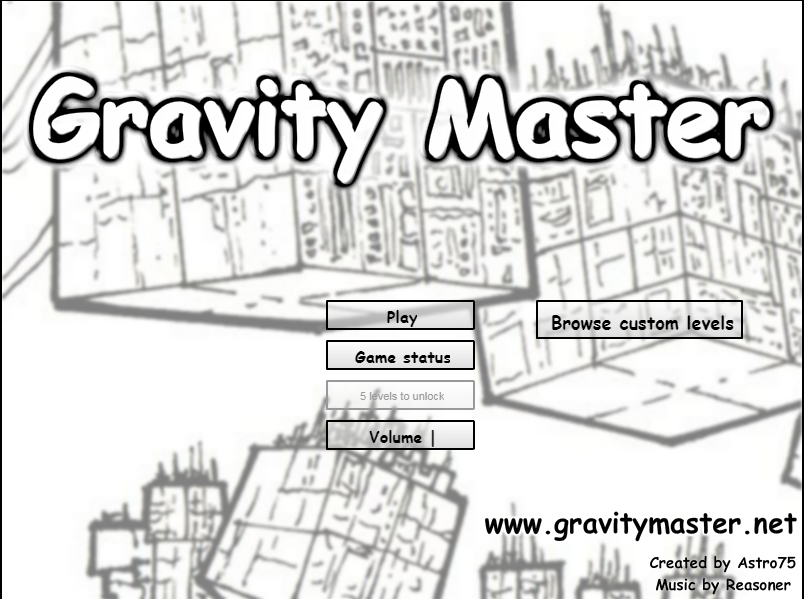 Gravity Master
Play
Browse custom levels
Game status
5 levels to unlock
Volume |
www.gravitymaster.net
Created by Astro75
Music by Reasoner